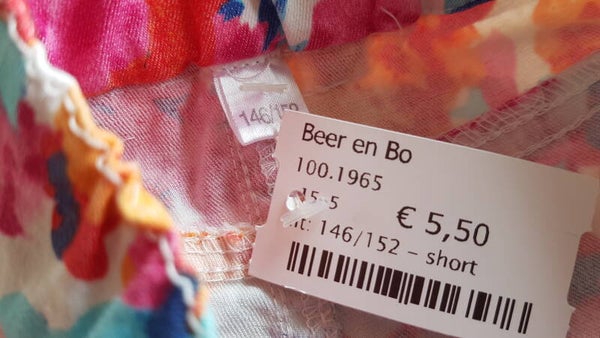 146/152
Beer en Bo
100.1965
€ 5,50
146/152 – short